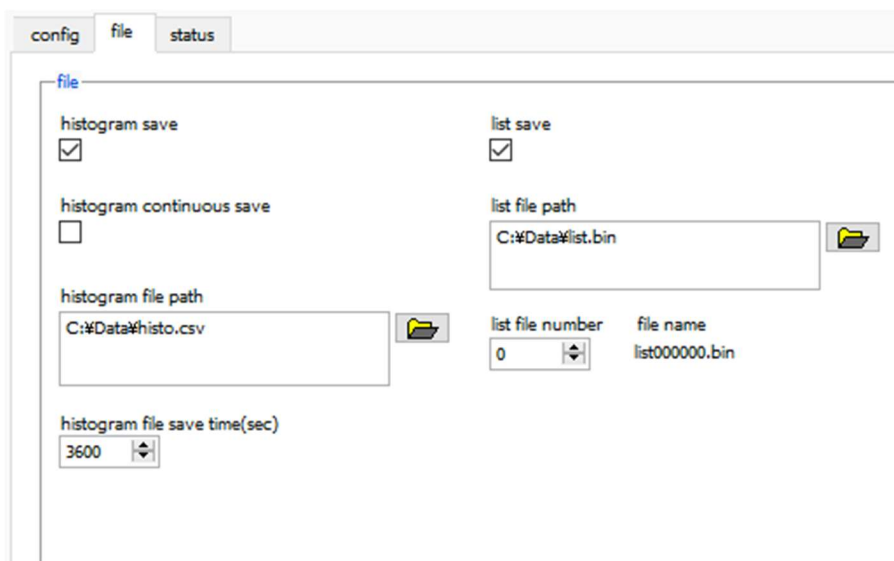 config file status
file
histogram save
histogram continuous save
histogram file path
C:¥Data¥histo.csv
histogram file save time(sec)
3600
list save
list file path
C:¥Data¥list.bin
list file number file name
0 list000000.bin